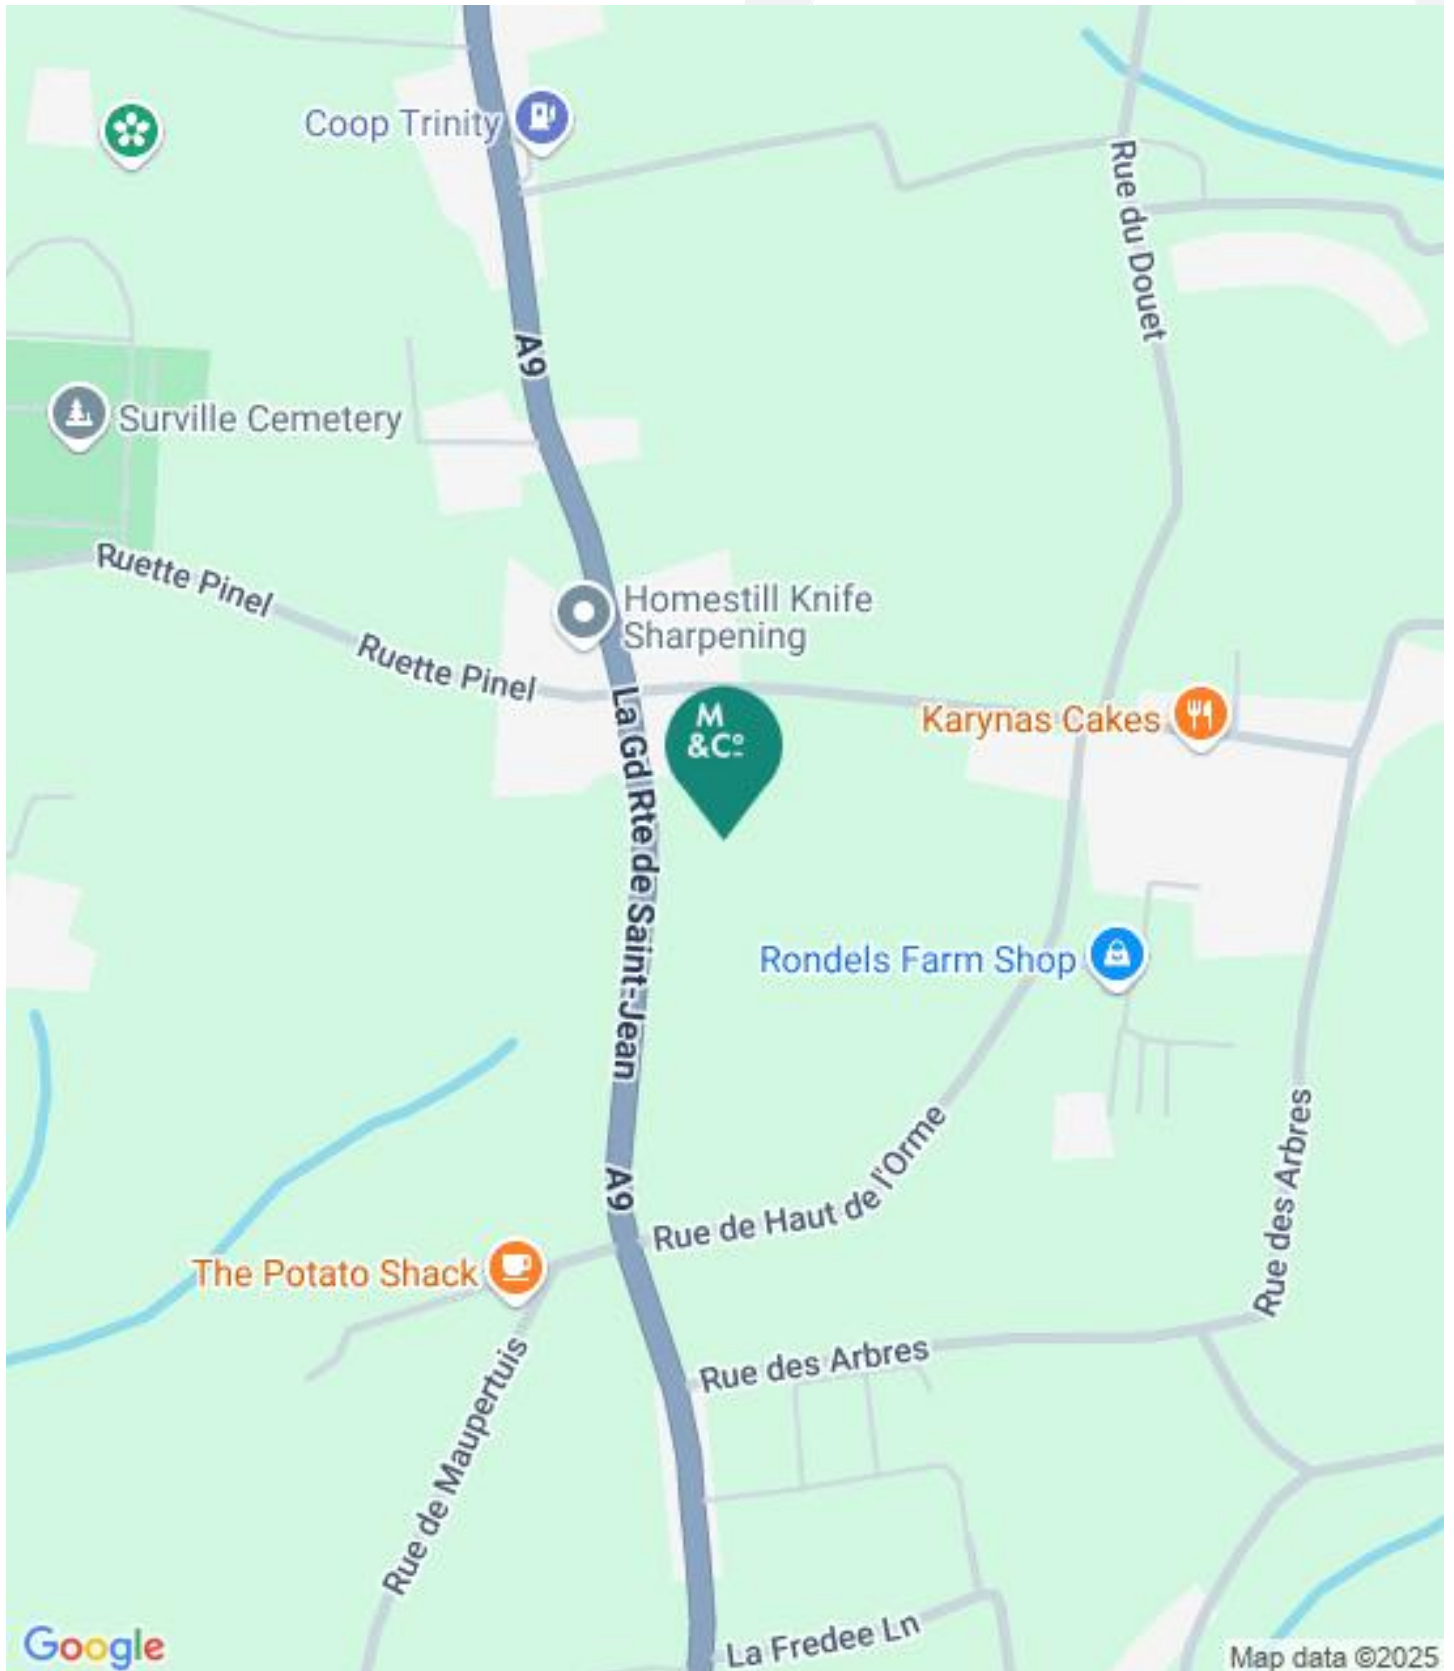 Coop Trinity
Rue du Douet
A9
Surville Cemetery
Ruette Pinel
Homestill Knife
Sharpening
Ruette Pinel
M
&Cº
Karynas Cakes
La Gd Rte de Saint-Jean
Rondels Farm Shop
Rue de Haut de l'Orme
A9
Rue des Arbres
The Potato Shack
Rue des Arbres
Rue de Maupertuis
La Fredee Ln
Google
Map data ©2025